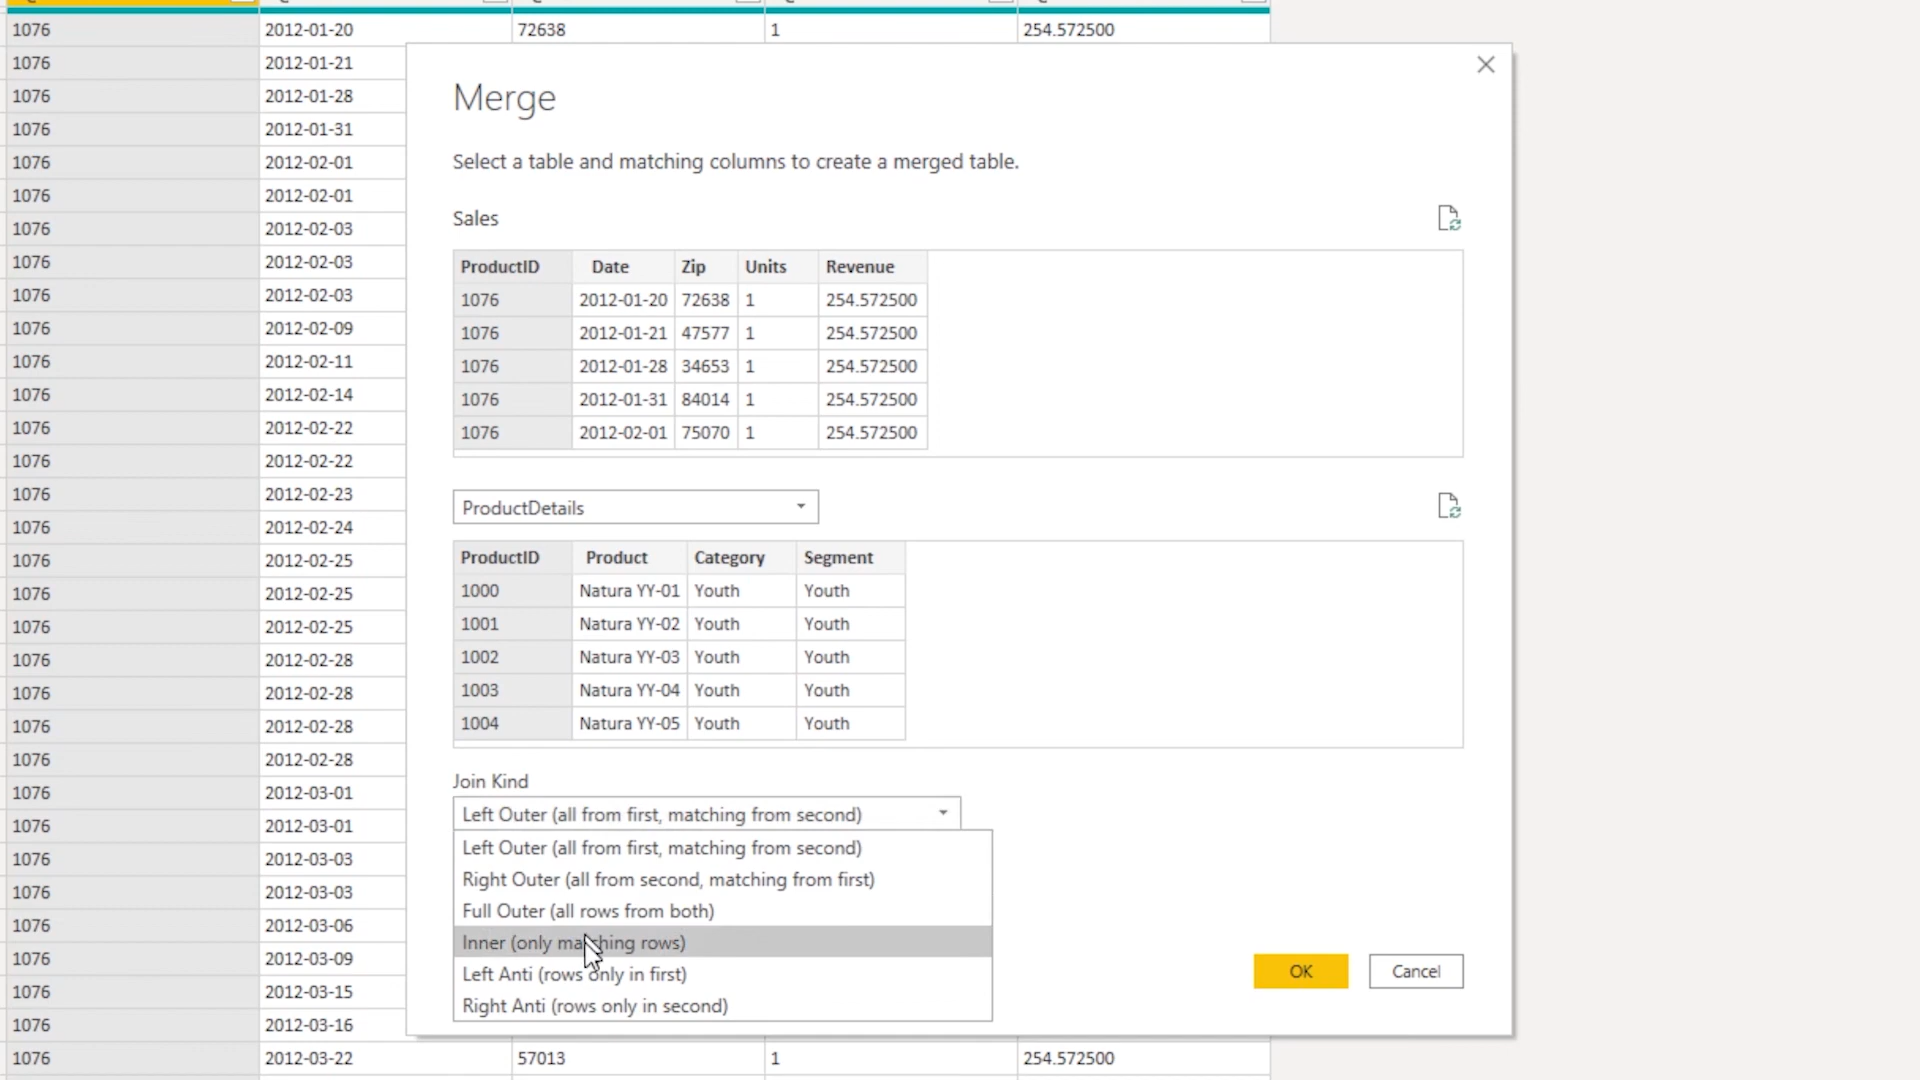 1076 2012-01-20 72638 1 254.572500
1076 2012-01-21
1076 2012-01-28
1076 2012-01-31
1076 2012-02-01
1076 2012-02-01
1076 2012-02-03
1076 2012-02-03
1076 2012-02-03
1076 2012-02-09
1076 2012-02-11
1076 2012-02-14
1076 2012-02-22
1076 2012-02-22
1076 2012-02-23
1076 2012-02-24
1076 2012-02-25
1076 2012-02-25
1076 2012-02-25
1076 2012-02-28
1076 2012-02-28
1076 2012-02-28
1076 2012-02-28
1076 2012-03-01
1076 2012-03-01
1076 2012-03-03
1076 2012-03-03
1076 2012-03-06
1076 2012-03-09
1076 2012-03-15
1076 2012-03-16
1076 2012-03-22 57013 1 254.572500
Merge
Select a table and matching columns to create a merged table.
Sales
ProductID Date Zip Units Revenue
1076 2012-01-20 72638 1 254.572500
1076 2012-01-21 47577 1 254.572500
1076 2012-01-28 34653 1 254.572500
1076 2012-01-31 84014 1 254.572500
1076 2012-02-01 75070 1 254.572500
ProductDetails
ProductID Product Category Segment
1000 Natura YY-01 Youth Youth
1001 Natura YY-02 Youth Youth
1002 Natura YY-03 Youth Youth
1003 Natura YY-04 Youth Youth
1004 Natura YY-05 Youth Youth
Join Kind
Left Outer (all from first, matching from second)
Left Outer (all from first, matching from second)
Right Outer (all from second, matching from first)
Full Outer (all rows from both)
Inner (only matching rows)
Left Anti (rows only in first)
Right Anti (rows only in second)
OK Cancel